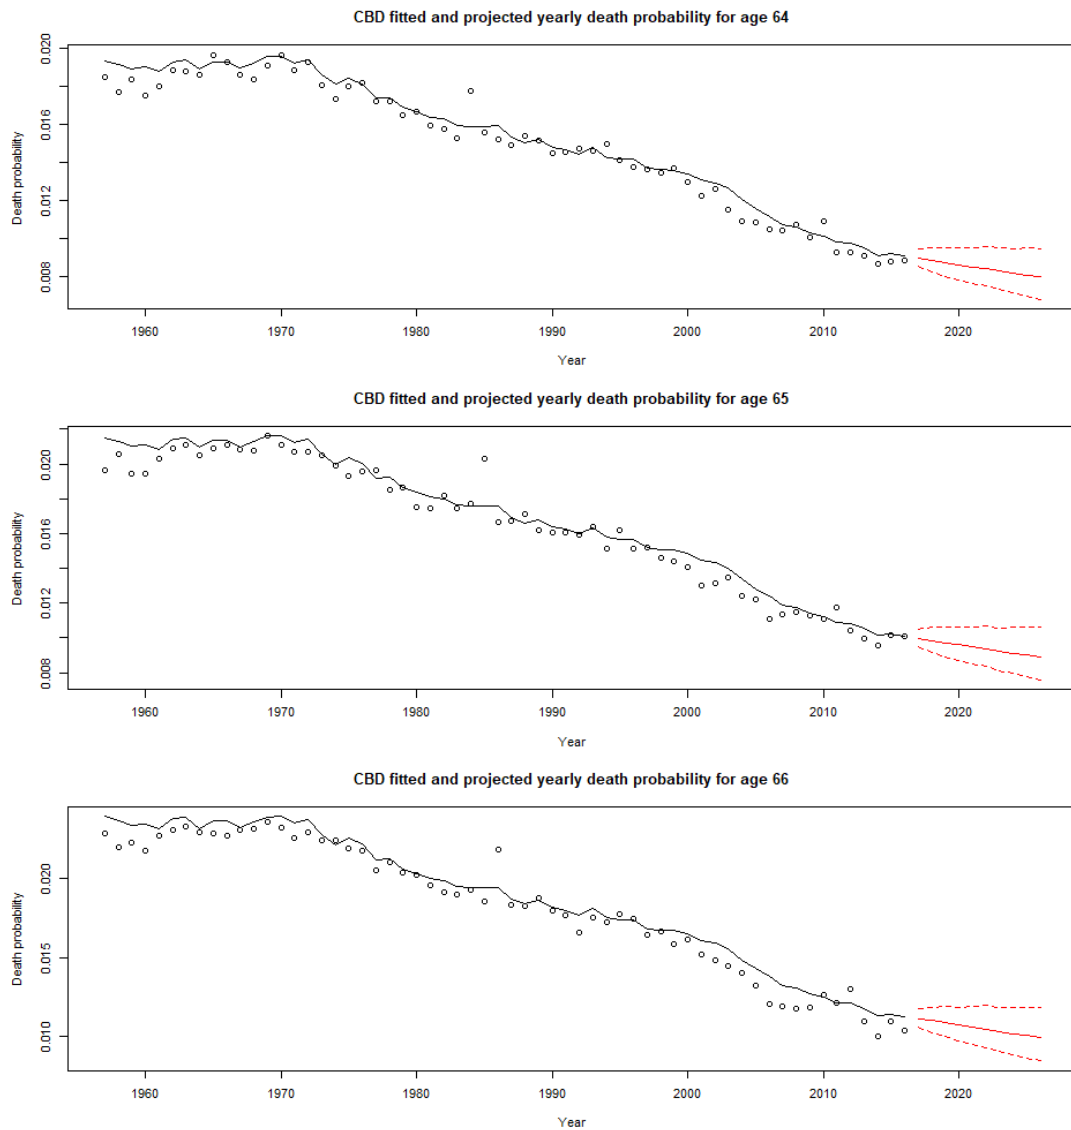 CBD fitted and projected yearly death probability for age 64
Death probability
0.020
0.016
0.012
0.008
1960 1970 1980 1990 2000 2010 2020
Year
CBD fitted and projected yearly death probability for age 65
Death probability
0.020
0.016
0.012
0.008
1960 1970 1980 1990 2000 2010 2020
Year
CBD fitted and projected yearly death probability for age 66
Death probability
0.020
0.015
0.010
1960 1970 1980 1990 2000 2010 2020
Year